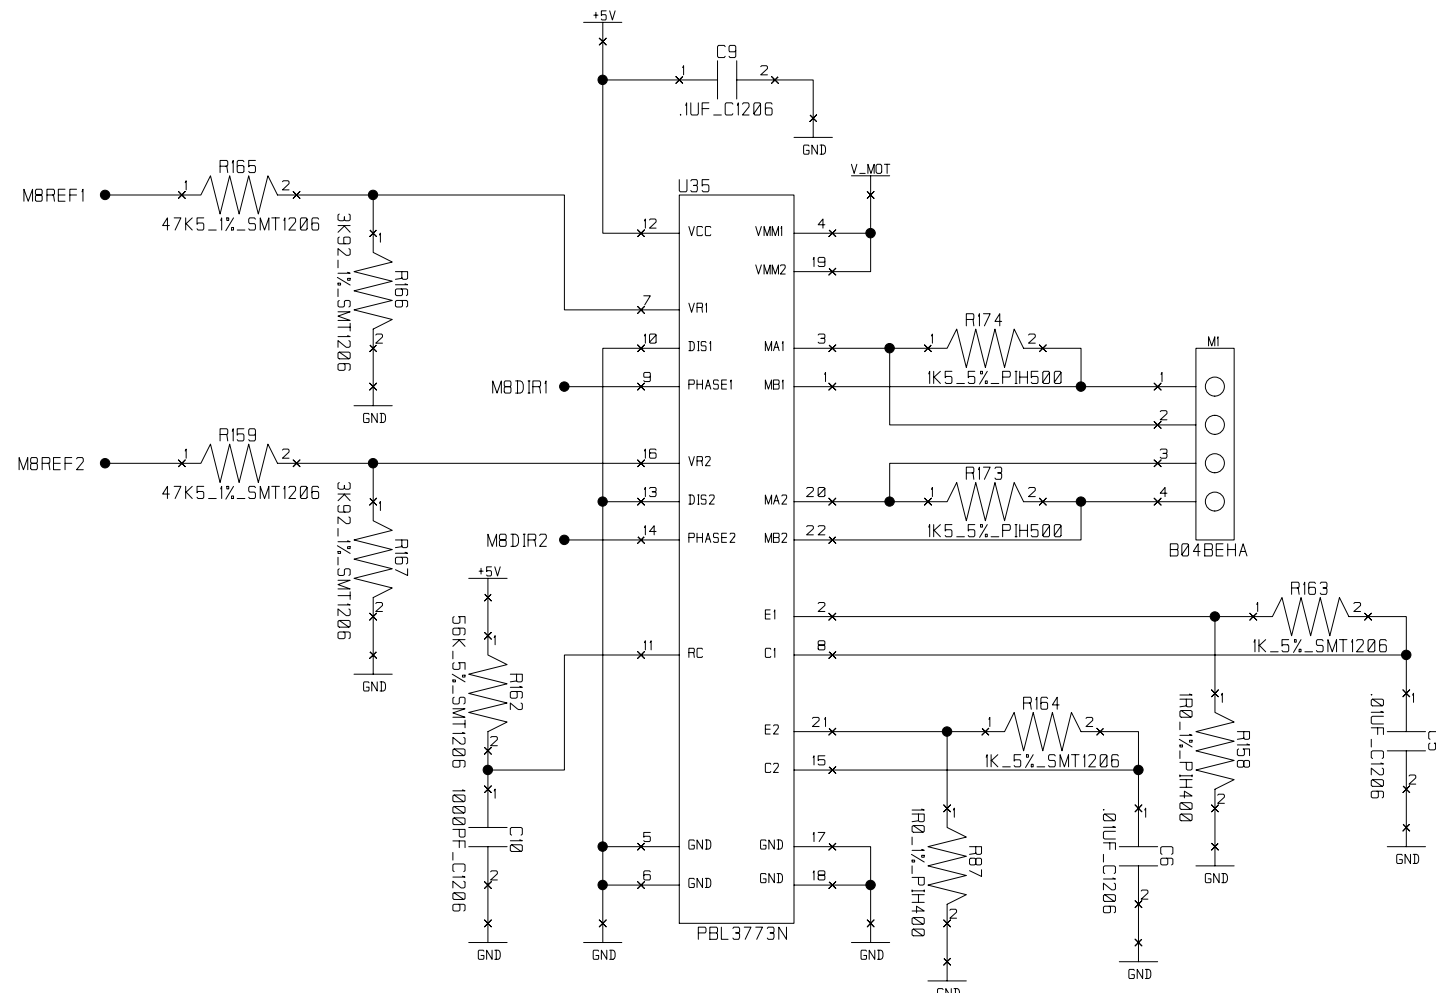 +5V
C9
1 2
.1UF_C1206
GND
V_MOT
R165
U35
M8REF1
1 2
47K5_1%_SMT1206
12 VCC VMM1 4
VMM2 19
3K92_1%_SMT1206
1
R166
2
GND
7 VR1
10 DIS1 MA1 3
R174
1 2
1K5_5%_PIH500
M1
M8DIR1
9 PHASE1 MB1 1
1
2
3
4
B04BEHA
R159
M8REF2
1 2
47K5_1%_SMT1206
16 VR2
13 DIS2 MA2 20
R173
1 2
1K5_5%_PIH500
M8DIR2
14 PHASE2 MB2 22
3K92_1%_SMT1206
1
R167
2
GND
+5V
56K_5%_SMT1206
1
R162
2
E1 2
R163
1 2
1K_5%_SMT1206
11 RC C1 8
R164
1 2
1K_5%_SMT1206
E2 21
C2 15
1R0_1%_PIH400
1
R158
2
GND
.01UF_C1206
1
2
GND
1000PF_C1206
1
C10
2
GND
5 GND GND 17
6 GND GND 18
GND
PBL3773N
GND
1R0_1%_PIH400
1
R87
2
GND
.01UF_C1206
1
C6
2
GND